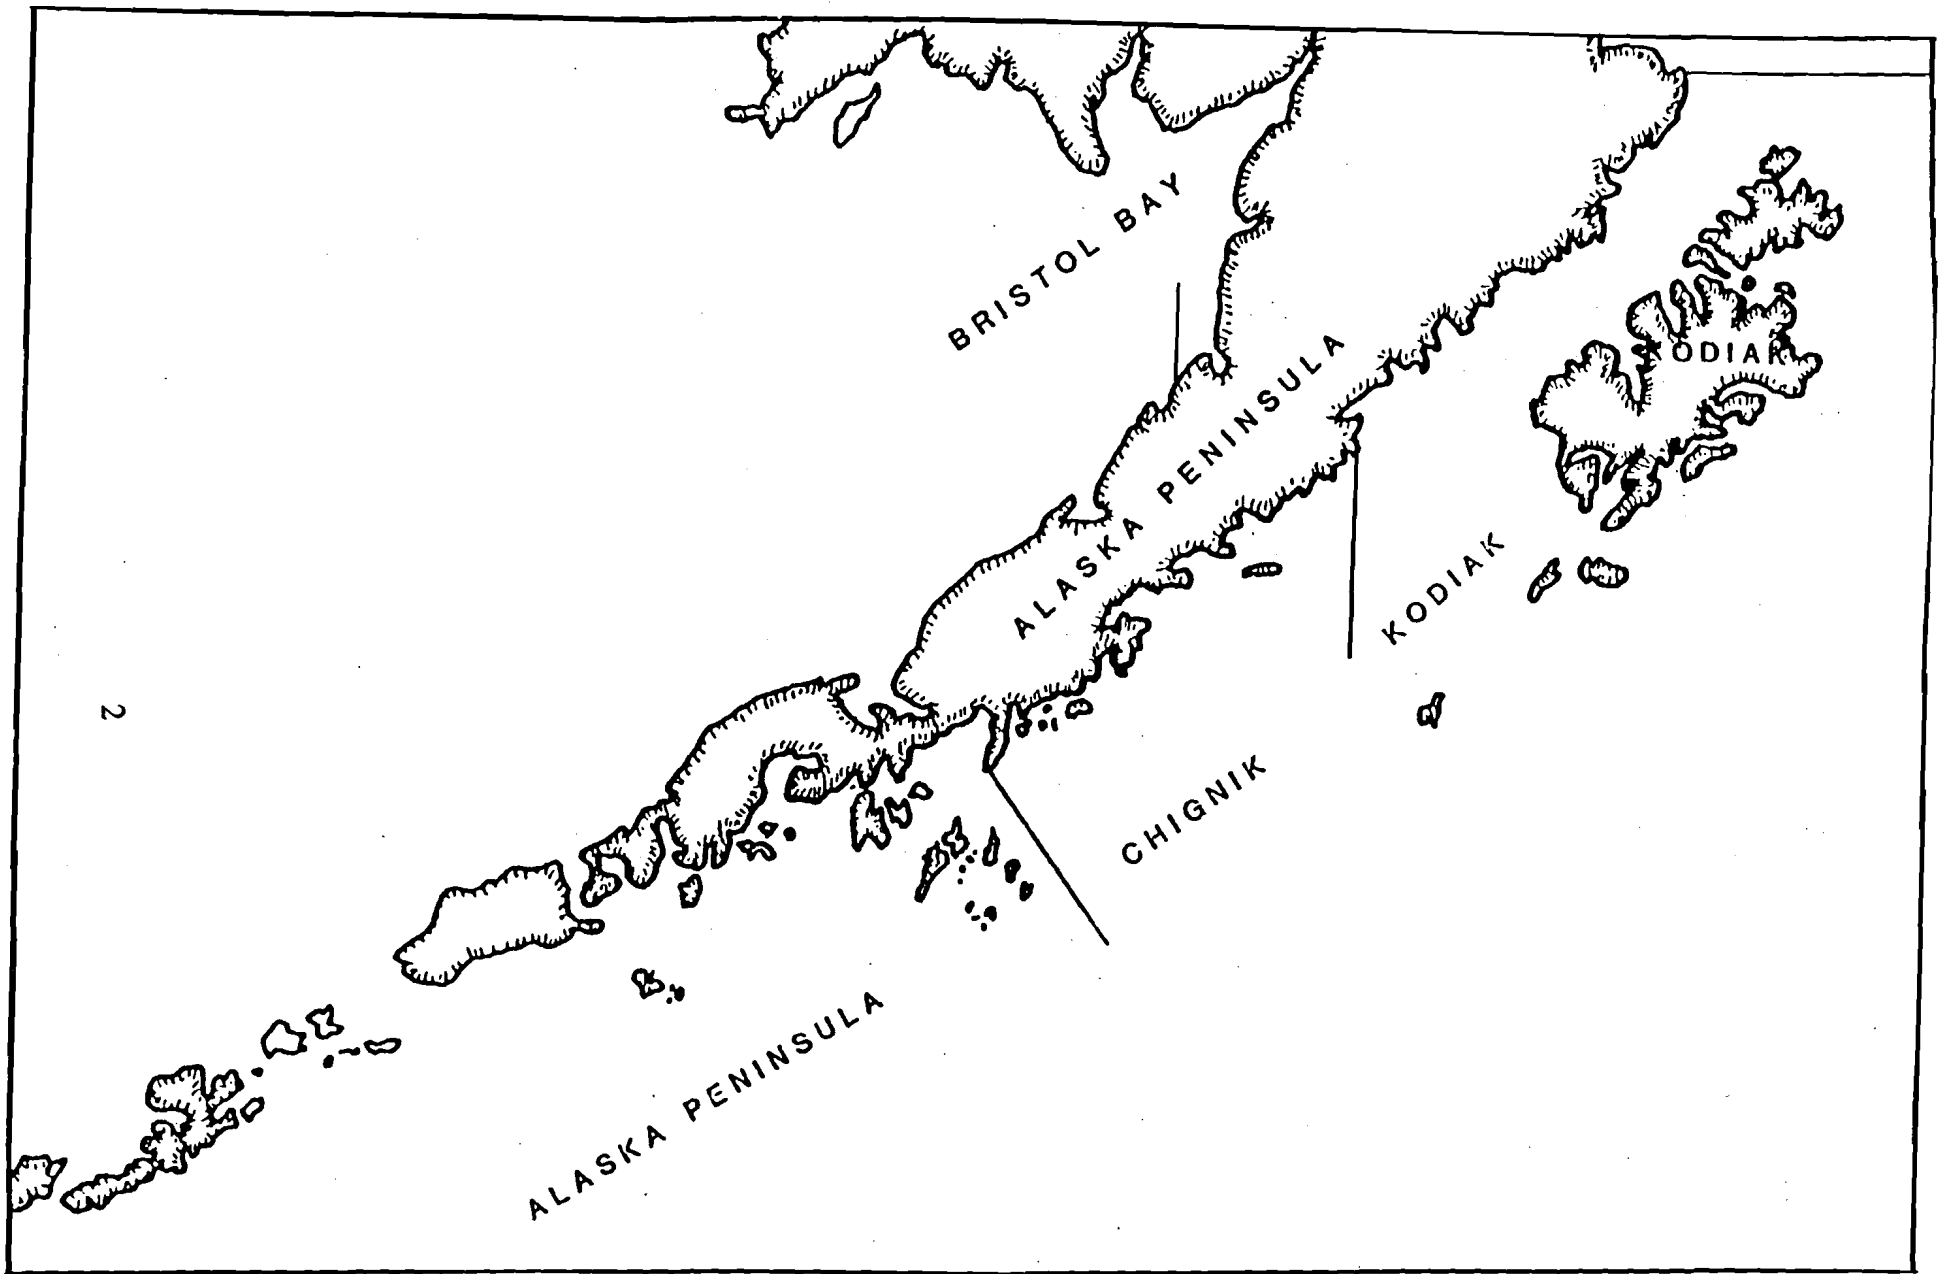 BRISTOL BAY
KODIAK
ALASKA PENINSULA
KODIAK
2
CHIGNIK
ALASKA PENINSULA